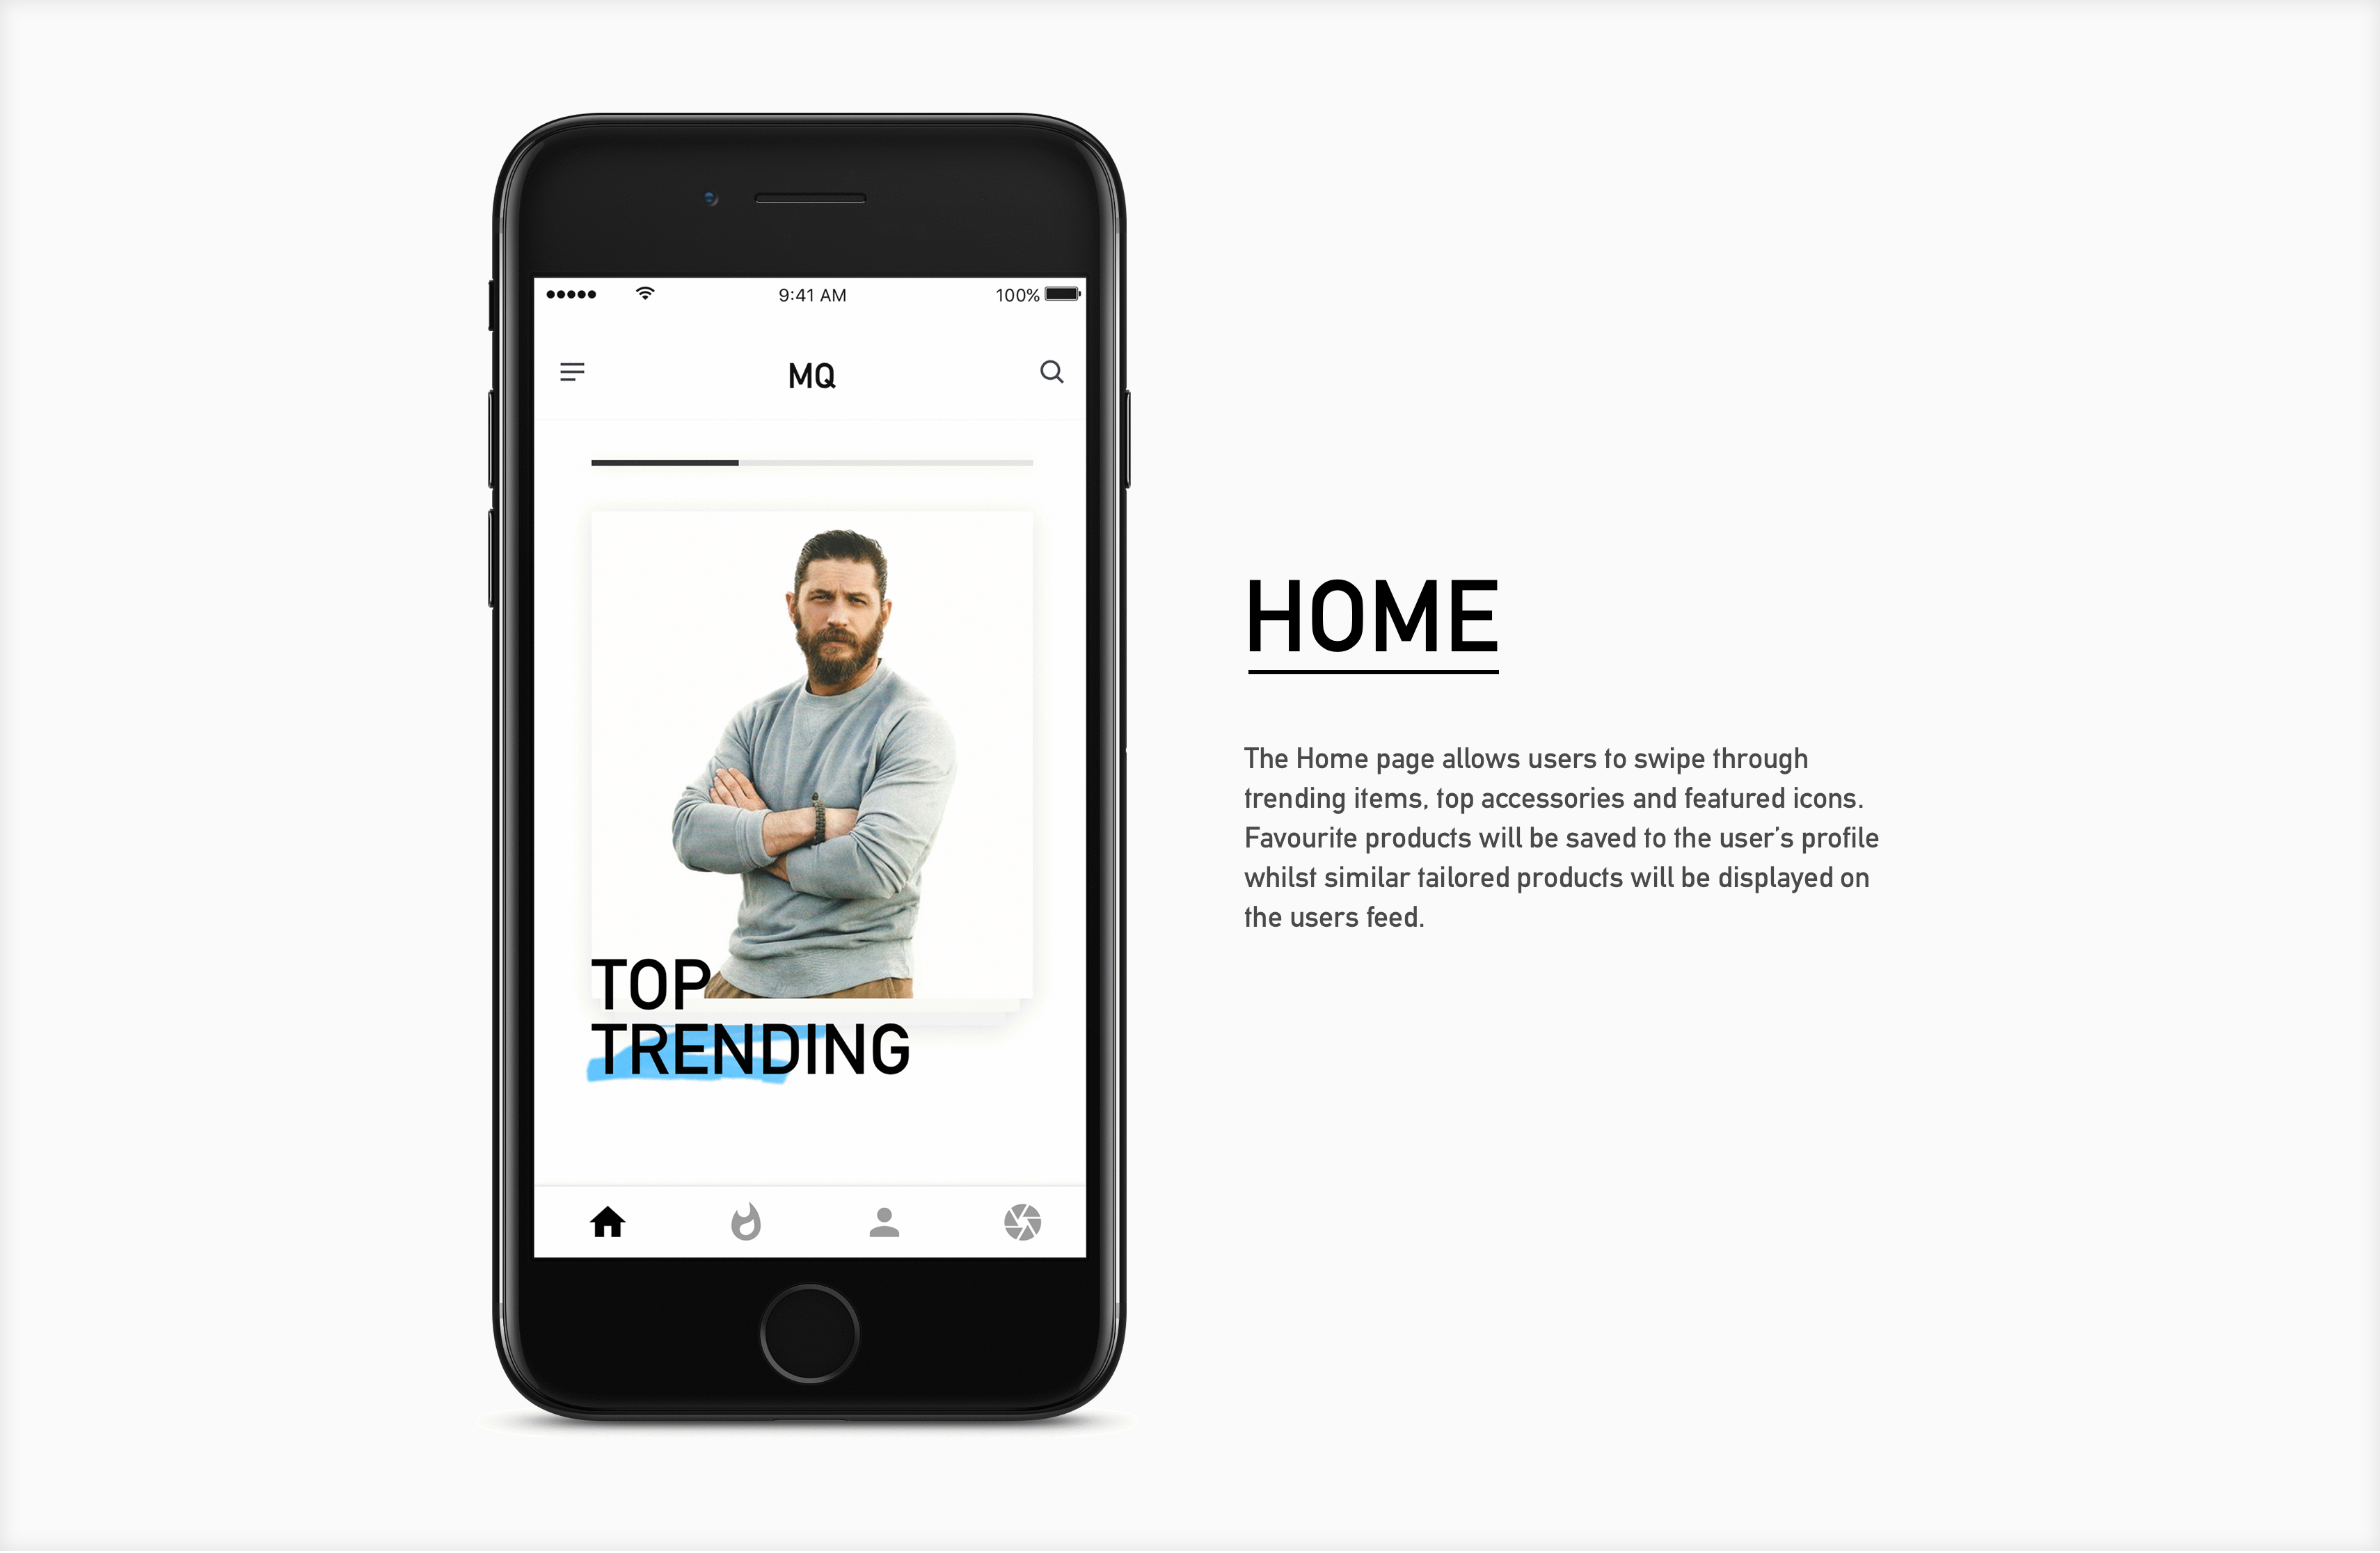 9:41 AM
100%
MQ
TOP
TRENDING
HOME
The Home page allows users to swipe through
trending items, top accessories and featured icons.
Favourite products will be saved to the user’s profile
whilst similar tailored products will be displayed on
the users feed.